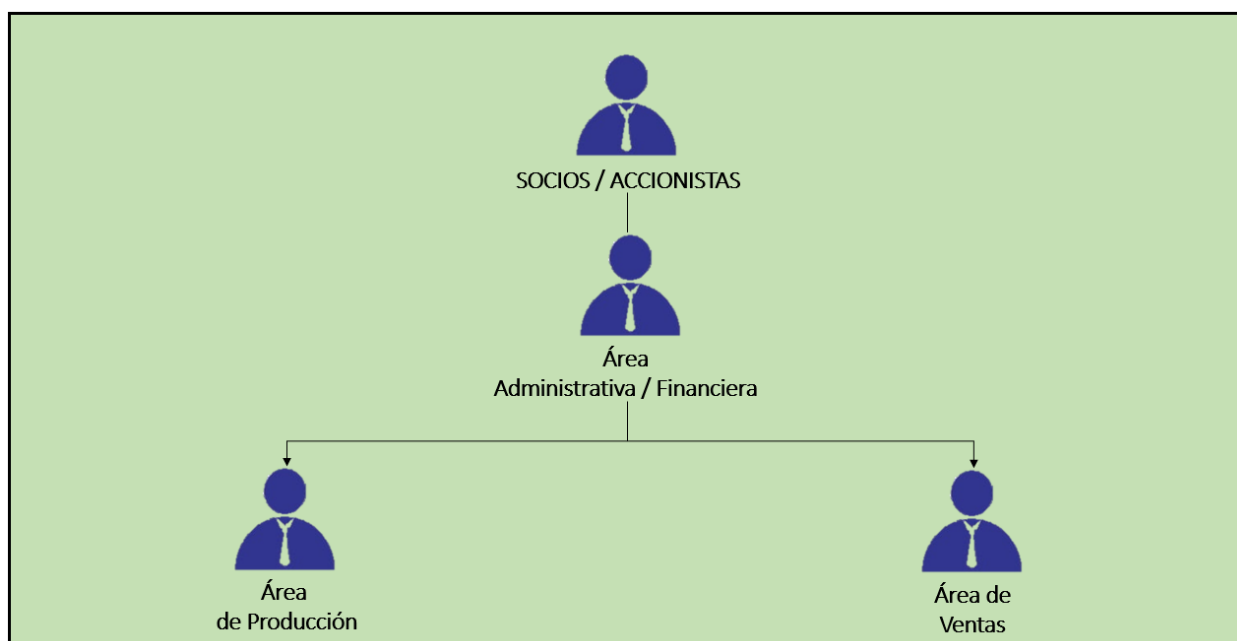 SOCIOS / ACCIONISTAS
Área
Administrativa / Financiera
Área
de Producción
Área de
Ventas